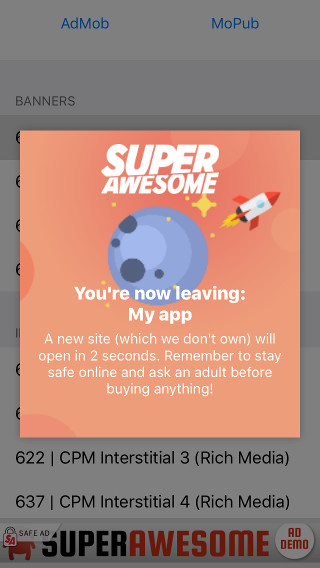 AdMob MoPub
BANNERS
SUPER
AWESOME
You're now leaving:
My app
A new site (which we don't own) will
open in 2 seconds. Remember to stay
safe online and ask an adult before
buying anything!
622 | CPM Interstitial 3 (Rich Media)
637 | CPM Interstitial 4 (Rich Media)
SA SAFE AD
SUPERAWESOME
AD
DEMO